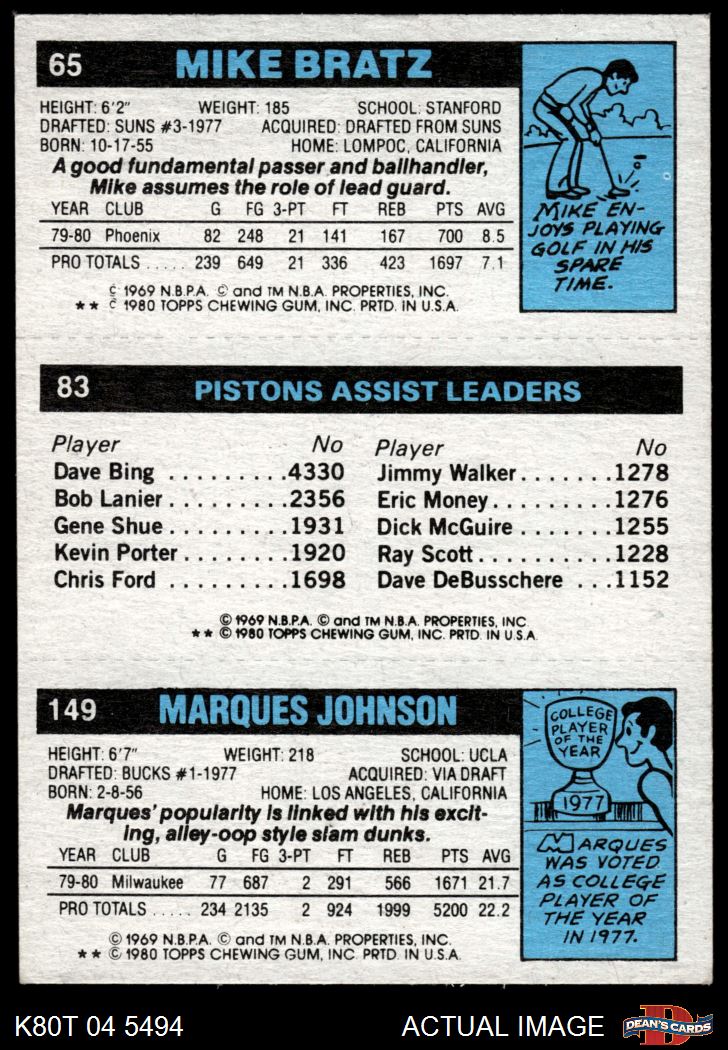 65 MIKE BRATZ
HEIGHT: 6'2" WEIGHT: 185 SCHOOL: STANFORD
DRAFTED: SUNS #3-1977 ACQUIRED: DRAFTED FROM SUNS
BORN: 10-17-55 HOME: LOMPOC, CALIFORNIA
A good fundamental passer and ballhandler,
Mike assumes the role of lead guard.
YEAR CLUB G FG 3-PT FT REB PTS AVG
79-80 Phoenix 82 248 21 141 167 700 8.5
PRO TOTALS ..... 239 649 21 336 423 1697 7.1
© 1969 N.B.P.A. © and TM N.B.A. PROPERTIES, INC.
** © 1980 TOPPS CHEWING GUM, INC. PRTD. IN U.S.A.
MIKE EN-
JOYS PLAYING
GOLF IN HIS
SPARE
TIME.
83 PISTONS ASSIST LEADERS
Player No Player No
Dave Bing .........4330 Jimmy Walker.......1278
Bob Lanier.........2356 Eric Money.........1276
Gene Shue.........1931 Dick McGuire.......1255
Kevin Porter........1920 Ray Scott..........1228
Chris Ford .........1698 Dave DeBusschere ...1152
© 1969 N.B.P.A. © and TM N.B.A. PROPERTIES, INC
** © 1980 TOPPS CHEWING GUM, INC. PRTD. IN U.S.A
149 MARQUES JOHNSON
HEIGHT: 6'7" WEIGHT: 218 SCHOOL: UCLA
DRAFTED: BUCKS #1-1977 ACQUIRED: VIA DRAFT
BORN: 2-8-56 HOME: LOS ANGELES, CALIFORNIA
Marques' popularity is linked with his excit-
ing, alley-oop style slam dunks.
YEAR CLUB G FG 3-PT FT REB PTS AVG
79-80 Milwaukee 77 687 2 291 566 1671 21.7
PRO TOTALS ..... 234 2135 2 924 1999 5200 22.2
© 1969 N.B.P.A. © and TM N.B.A. PROPERTIES, INC.
** © 1980 TOPPS CHEWING GUM, INC. PRTD. IN U.S.A.
COLLEGE
PLAYER
OF THE
YEAR
1977
MARQUES
WAS VOTED
AS COLLEGE
PLAYER OF
THE YEAR
IN 1977.
K80T 04 5494 ACTUAL IMAGE D DEAN'S CARDS